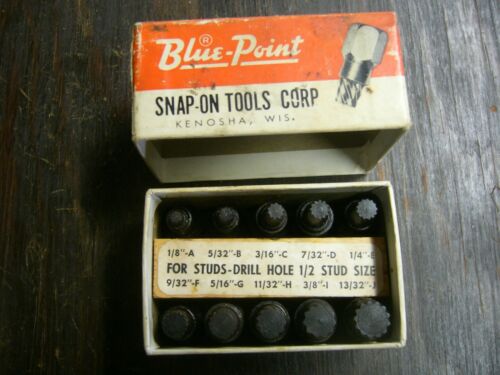 Blue-Point®
SNAP-ON TOOLS CORP
KENOSHA, WIS.
1/8"-A 5/32"-B 3/16"-C 7/32"-D 1/4"-E
FOR STUDS-DRILL HOLE 1/2 STUD SIZE
9/32"-F 5/16"-G 11/32"-H 3/8"-I 13/32"-J